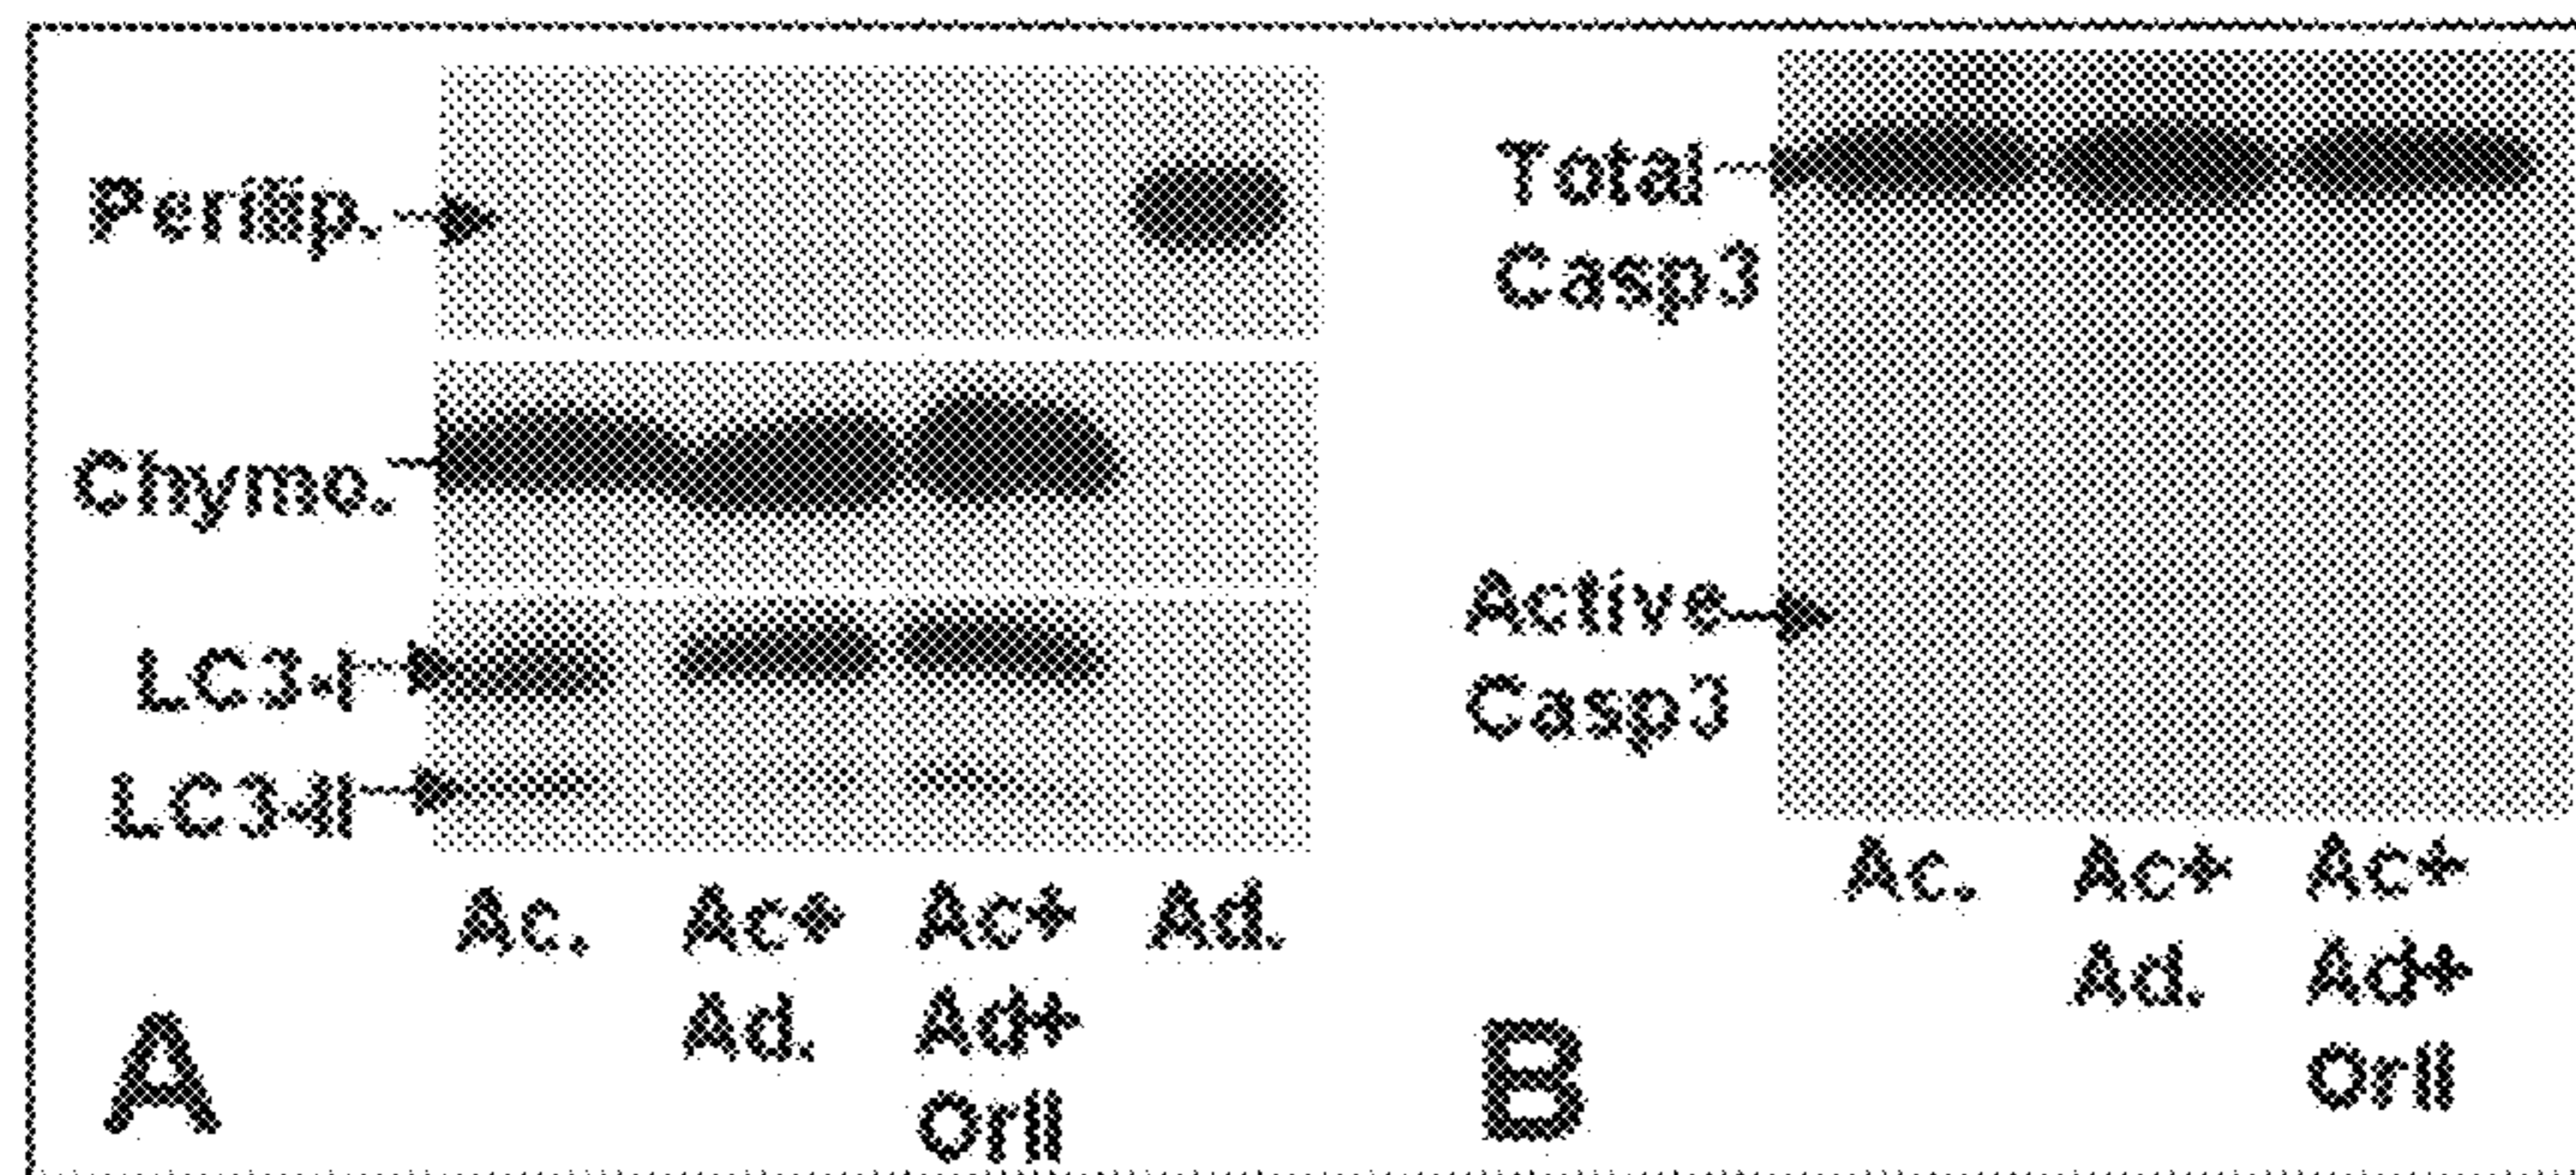 Perilip.
Chymo.
LC3-I
LC3-II
Ac. Ac+ Ac+ Ad.
Ad. Ad+
Orli
A
Total
Casp3
Active
Casp3
Ac. Ac+ Ac+
Ad. Ad+
Orli
B